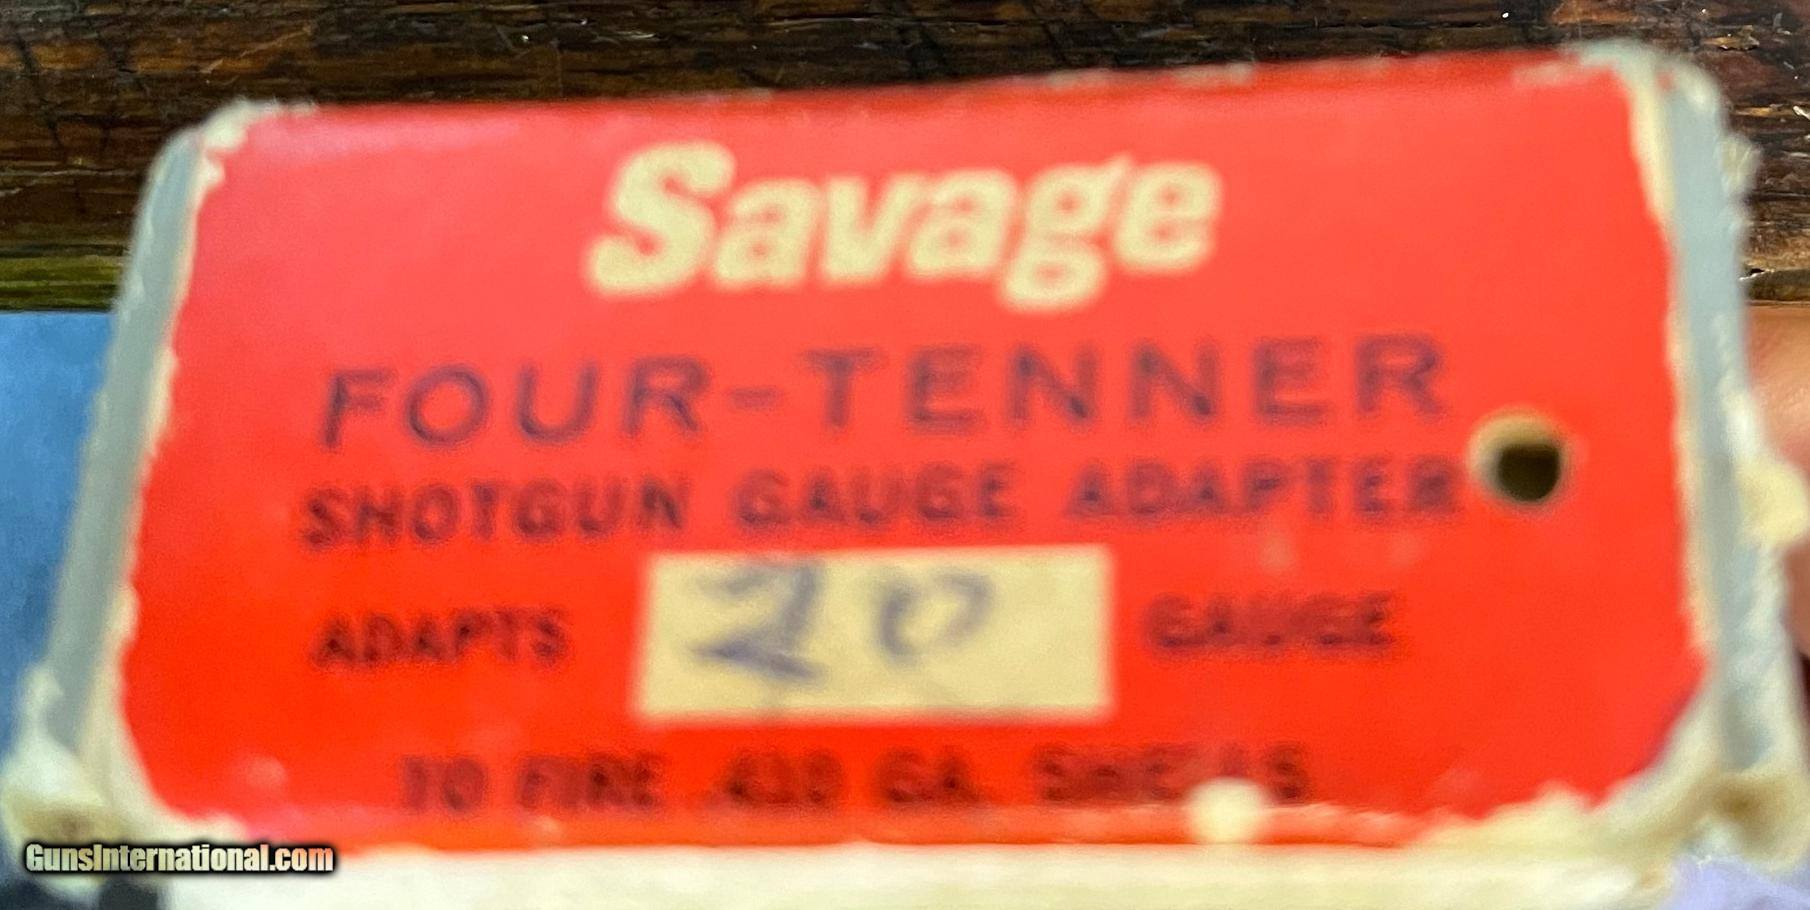 Savage
FOUR-TENNER
SHOTGUN GAUGE ADAPTER
ADAPTS 20 GAUGE
TO FIRE .410 GA. SHELLS
GunsInternational.com